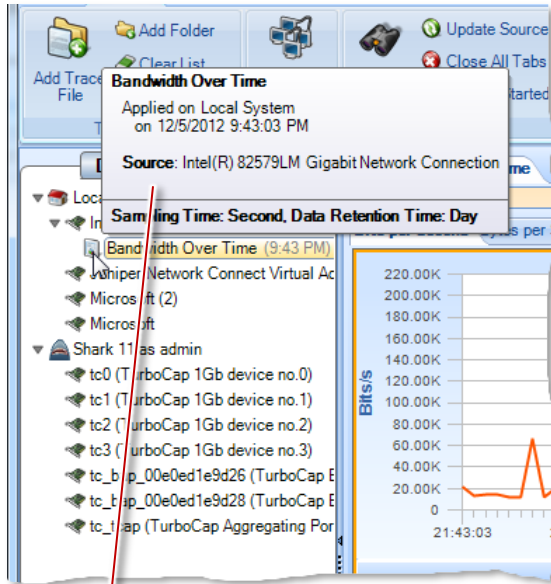 Add Folder
Update Source
Clear List
Close All Tabs
Add Trace
File
Started
Bandwidth Over Time
Applied on Local System
on 12/5/2012 9:43:03 PM
Source: Intel(R) 82579LM Gigabit Network Connection
Sampling Time: Second, Data Retention Time: Day
Bandwidth Over Time (9:43 PM)
Juniper Network Connect Virtual Ac
Microsoft (2)
Microsoft
Shark 11 as admin
tc0 (TurboCap 1Gb device no.0)
tc1 (TurboCap 1Gb device no.1)
tc2 (TurboCap 1Gb device no.2)
tc3 (TurboCap 1Gb device no.3)
tc_bap_00e0ed1e9d26 (TurboCap
tc_bap_00e0ed1e9d28 (TurboCap
tc_tcap (TurboCap Aggregating Por
Bits/s
220.00K
200.00K
180.00K
160.00K
140.00K
120.00K
100.00K
80.00K
60.00K
40.00K
20.00K
0
21:43:03